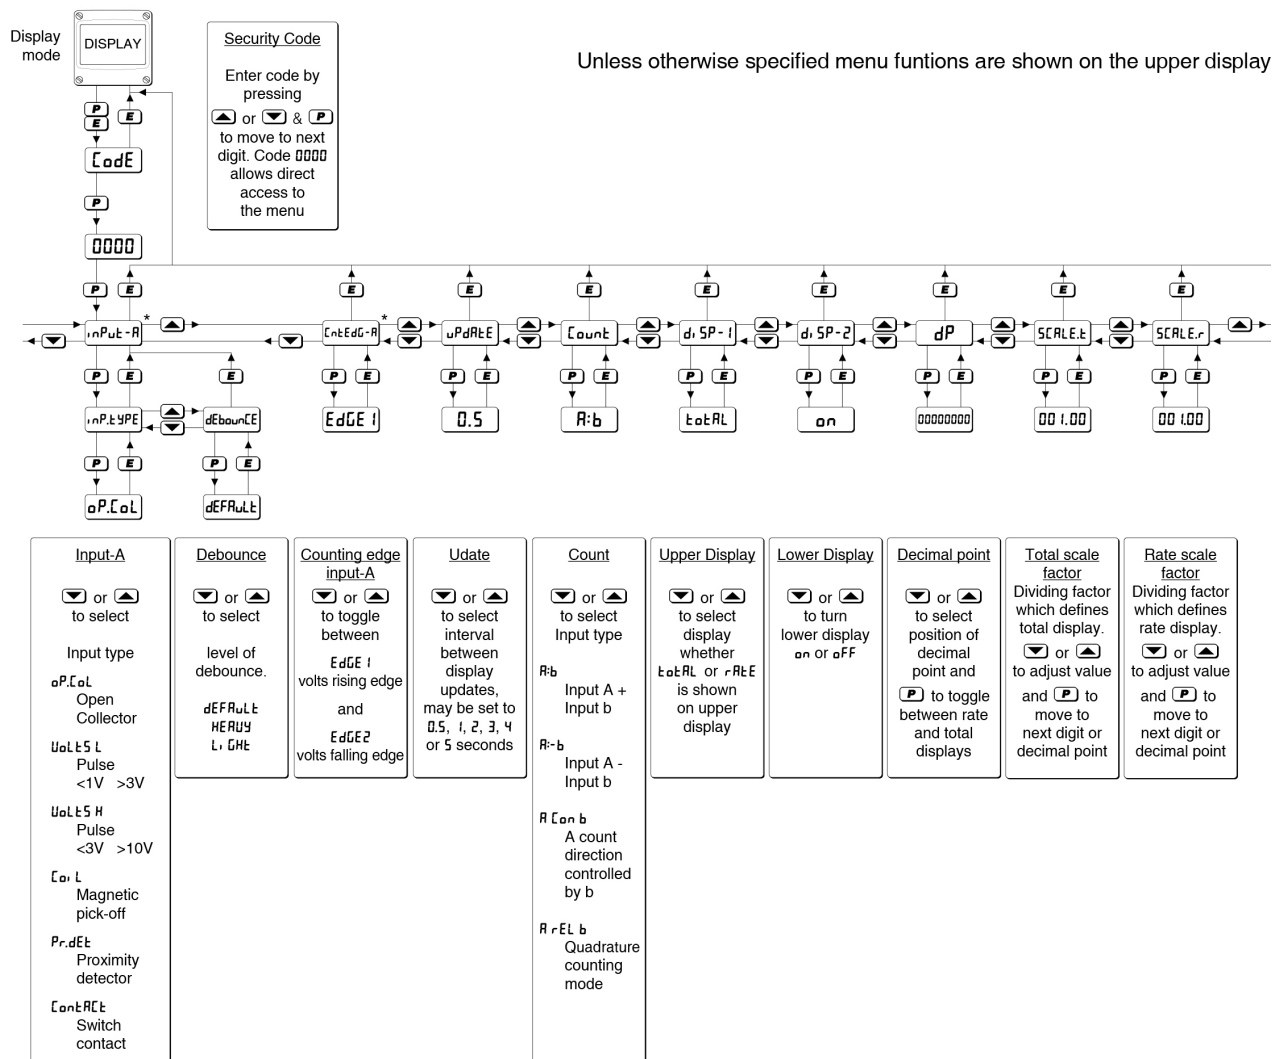 Display
mode
DISPLAY
Security Code
Enter code by
pressing
or & P
to move to next
digit. Code 0000
allows direct
access to
the menu
Unless otherwise specified menu funtions are shown on the upper display
P
E
E
CodE
P
0000
P E E E E E E E E E
inPut-A * CntEdG-A * uPdAtE Count diSP-1 diSP-2 dP SCALE.t SCALE.r
P E E P E P E P E P E P E P E P E P E
inP.tYPE dEbounCE EdGE 1 0.5 A:b totAL on 00000000 001.00 001.00
P E P E
oP.CoL dEFAuLt
Input-A
to select
or
Input type
oP.CoL
Open
Collector
VoLtS L
Pulse
<1V >3V
VoLtS H
Pulse
<3V >10V
CoiL
Magnetic
pick-off
Pr.dEt
Proximity
detector
ContACt
Switch
contact
Debounce
or
to select
level of
debounce.
dEFAuLt
HEAVY
LiGHt
Counting edge
input-A
or
to toggle
between
EdGE 1
volts rising edge
and
EdGE2
volts falling edge
Udate
or
to select
interval
between
display
updates,
may be set to
0.5, 1, 2, 3, 4
or 5 seconds
Count
or
to select
Input type
A:b
Input A +
Input b
A:-b
Input A -
Input b
A Con b
A count
direction
controlled
by b
A rEL b
Quadrature
counting
mode
Upper Display
or
to select
display
whether
totAL or rAtE
is shown
on upper
display
Lower Display
or
to turn
lower display
on or oFF
Decimal point
or
to select
position of
decimal
point and
P to toggle
between rate
and total
displays
Total scale
factor
Dividing factor
which defines
total display.
or
to adjust value
and P to
move to
next digit or
decimal point
Rate scale
factor
Dividing factor
which defines
rate display.
or
to adjust value
and P to
move to
next digit or
decimal point